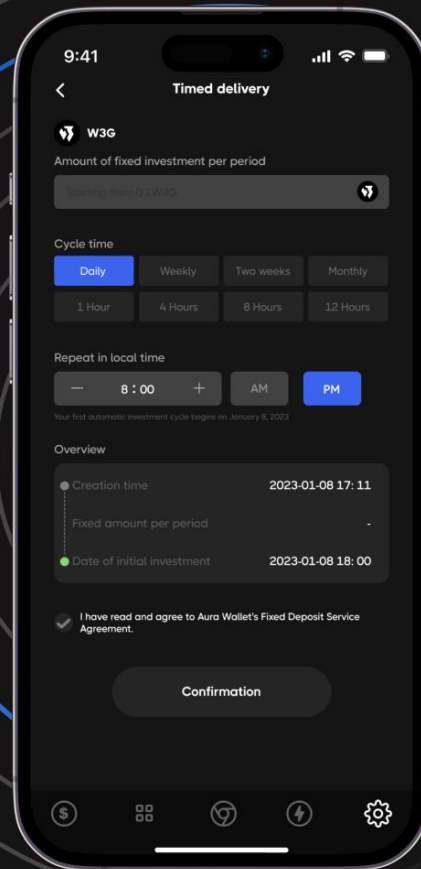 9:41
Timed delivery
W3G
Amount of fixed investment per period
Starting from 0.1W3G
Cycle time
Daily Weekly Two weeks Monthly
1 Hour 4 Hours 8 Hours 12 Hours
Repeat in local time
— 8:00 + AM PM
Your first automatic investment cycle begins on January 8, 2023
Overview
Creation time 2023-01-08 17:11
Fixed amount per period -
Date of initial investment 2023-01-08 18:00
I have read and agree to Aura Wallet's Fixed Deposit Service
Agreement.
Confirmation